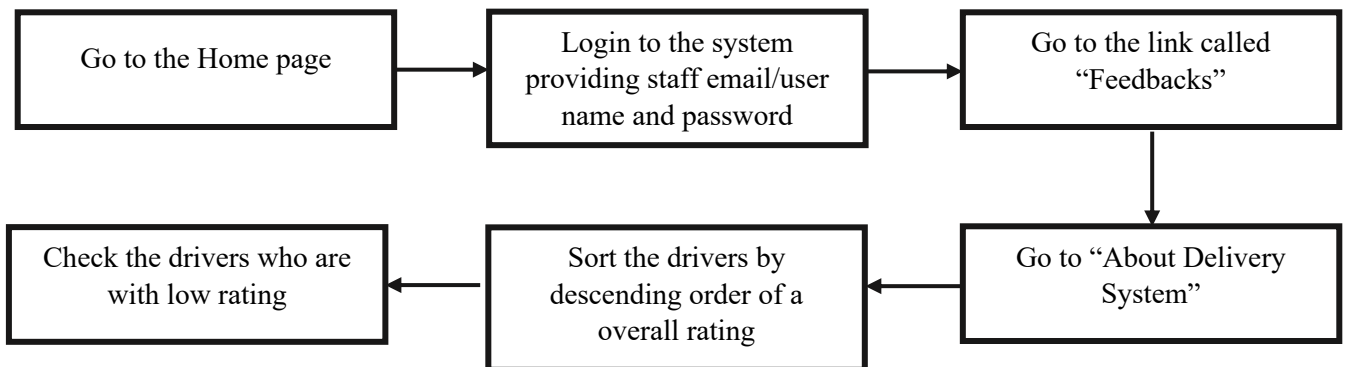 Go to the Home page
Login to the system
providing staff email/user
name and password
Go to the link called
“Feedbacks”
Go to “About Delivery
System”
Sort the drivers by
descending order of a
overall rating
Check the drivers who are
with low rating